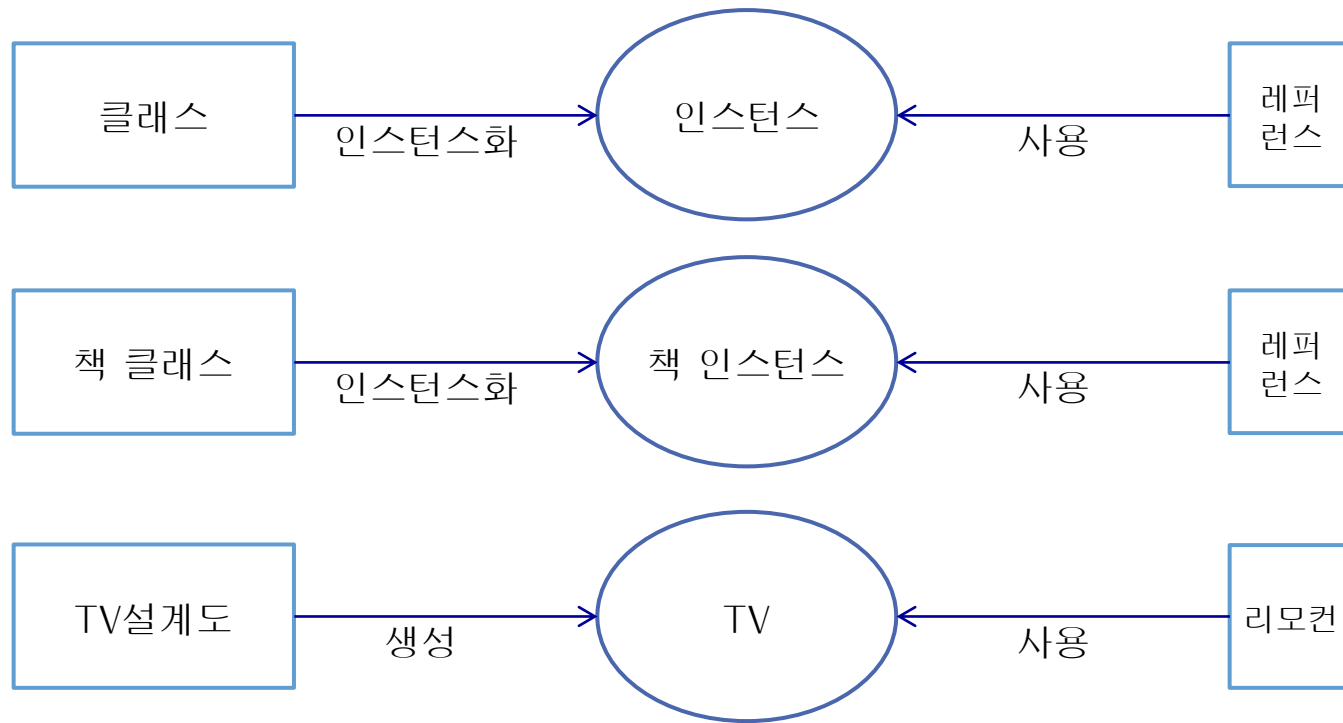 클래스
인스턴스화
인스턴스
사용
레퍼
런스
책 클래스
인스턴스화
책 인스턴스
사용
레퍼
런스
TV설계도
생성
TV
사용
리모컨